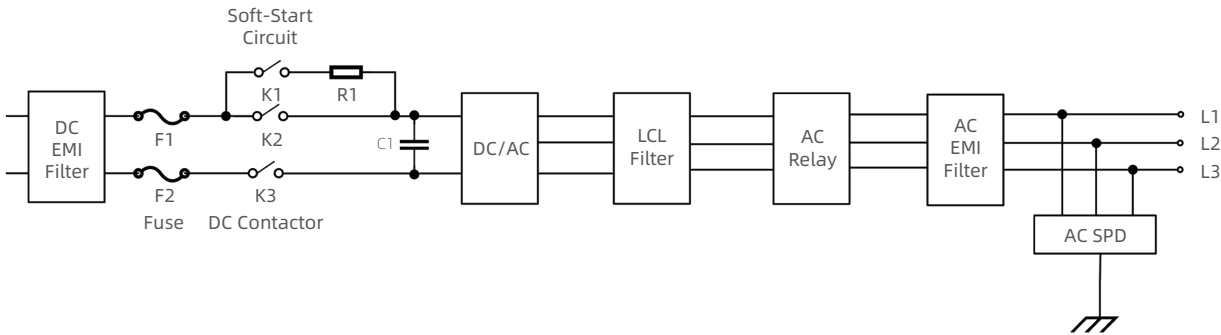 Soft-Start
Circuit
K1
R1
DC
EMI
Filter
F1
K2
C1
F2
K3
Fuse
DC Contactor
DC/AC
LCL
Filter
AC
Relay
AC
EMI
Filter
L1
L2
L3
AC SPD